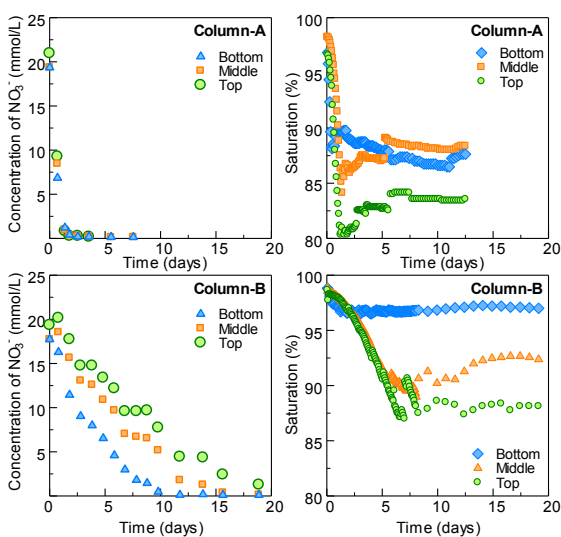 Column-A
Bottom
Middle
Top
Concentration of NO₃⁻ (mmol/L)
25
20
15
10
5
0
5
10
15
20
Time (days)
Column-A
Bottom
Middle
Top
Saturation (%)
100
95
90
85
80
0
5
10
15
20
Time (days)
Column-B
Bottom
Middle
Top
Concentration of NO₃⁻ (mmol/L)
25
20
15
10
5
0
5
10
15
20
Time (days)
Column-B
Bottom
Middle
Top
Saturation (%)
100
95
90
85
80
0
5
10
15
20
Time (days)